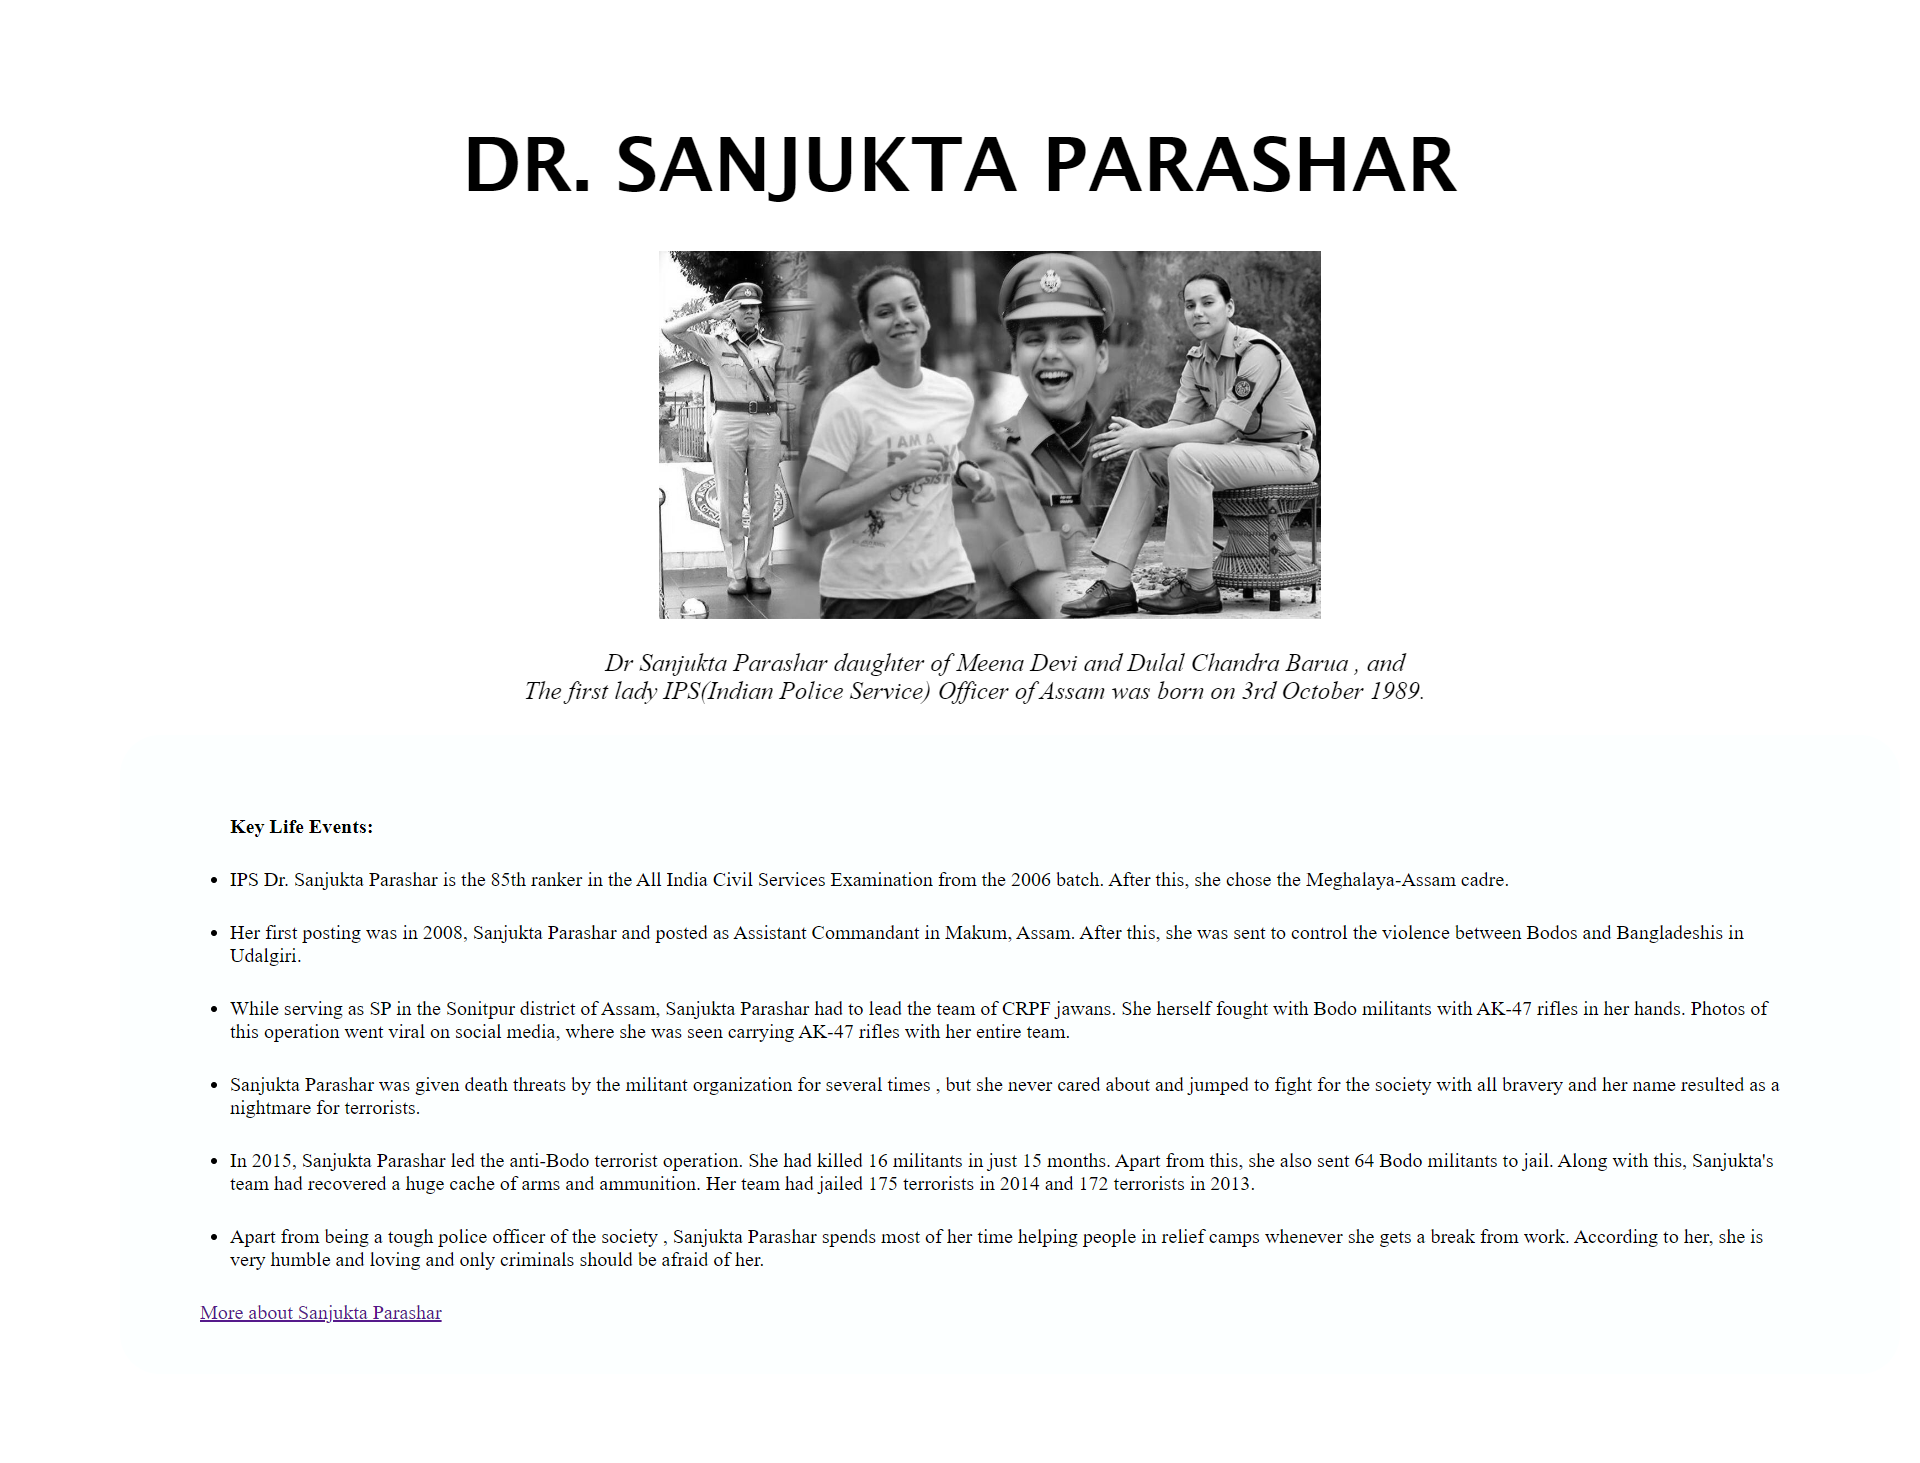 DR. SANJUKTA PARASHAR
I AM A
Dr Sanjukta Parashar daughter of Meena Devi and Dulal Chandra Barua , and
The first lady IPS(Indian Police Service) Officer of Assam was born on 3rd October 1989.
Key Life Events:
• IPS Dr. Sanjukta Parashar is the 85th ranker in the All India Civil Services Examination from the 2006 batch. After this, she chose the Meghalaya-Assam cadre.
• Her first posting was in 2008, Sanjukta Parashar and posted as Assistant Commandant in Makum, Assam. After this, she was sent to control the violence between Bodos and Bangladeshis in
Udalgiri.
• While serving as SP in the Sonitpur district of Assam, Sanjukta Parashar had to lead the team of CRPF jawans. She herself fought with Bodo militants with AK-47 rifles in her hands. Photos of
this operation went viral on social media, where she was seen carrying AK-47 rifles with her entire team.
• Sanjukta Parashar was given death threats by the militant organization for several times , but she never cared about and jumped to fight for the society with all bravery and her name resulted as a
nightmare for terrorists.
• In 2015, Sanjukta Parashar led the anti-Bodo terrorist operation. She had killed 16 militants in just 15 months. Apart from this, she also sent 64 Bodo militants to jail. Along with this, Sanjukta's
team had recovered a huge cache of arms and ammunition. Her team had jailed 175 terrorists in 2014 and 172 terrorists in 2013.
• Apart from being a tough police officer of the society , Sanjukta Parashar spends most of her time helping people in relief camps whenever she gets a break from work. According to her, she is
very humble and loving and only criminals should be afraid of her.
More about Sanjukta Parashar